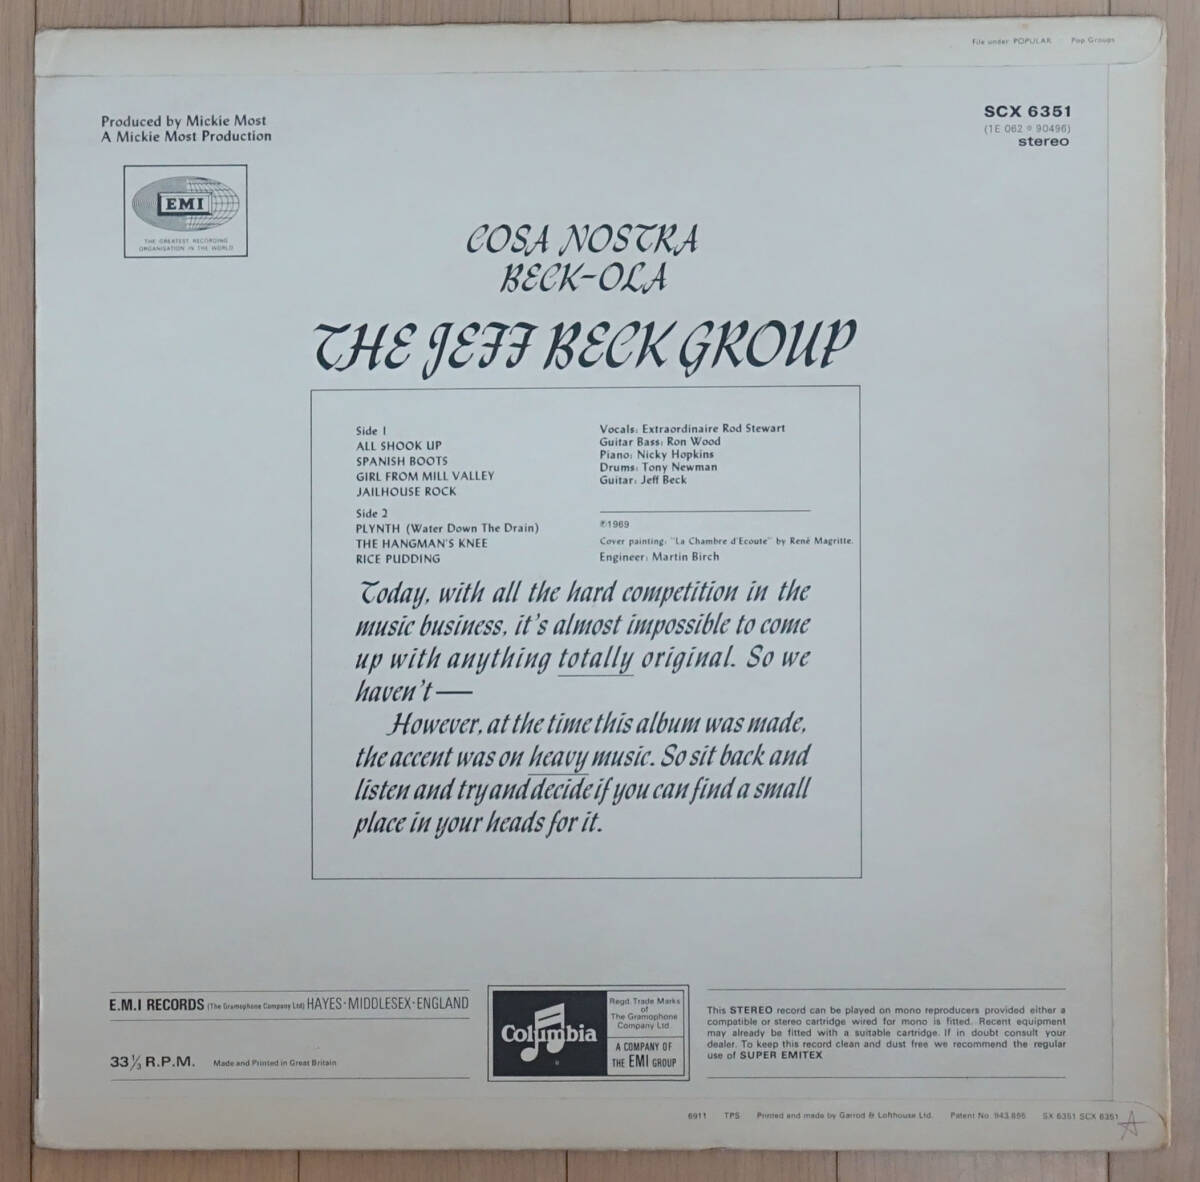 File under POPULAR Pop Groups
Produced by Mickie Most
A Mickie Most Production
SCX 6351
(1E 062 o 90496)
stereo
EMI
THE GREATEST RECORDING
ORGANISATION IN THE WORLD
COSA NOSTRA
BECK-OLA
THE JEFF BECK GROUP
Side 1
ALL SHOOK UP
SPANISH BOOTS
GIRL FROM MILL VALLEY
JAILHOUSE ROCK
Side 2
PLYNTH (Water Down The Drain)
THE HANGMAN'S KNEE
RICE PUDDING
Vocals: Extraordinaire Rod Stewart
Guitar Bass: Ron Wood
Piano: Nicky Hopkins
Drums: Tony Newman
Guitar: Jeff Beck
℗1969
Cover painting: "La Chambre d'Ecoute" by René Magritte.
Engineer: Martin Birch
Today, with all the hard competition in the
music business, it's almost impossible to come
up with anything totally original. So we
haven't—
However, at the time this album was made,
the accent was on heavy music. So sit back and
listen and try and decide if you can find a small
place in your heads for it.
E.M.I RECORDS (The Gramophone Company Ltd) HAYES·MIDDLESEX·ENGLAND
33⅓ R.P.M. Made and Printed in Great Britain
Columbia
Regd. Trade Marks
of
The Gramophone
Company Ltd.
A COMPANY OF
THE EMI GROUP
This STEREO record can be played on mono reproducers provided either a
compatible or stereo cartridge wired for mono is fitted. Recent equipment
may already be fitted with a suitable cartridge. If in doubt consult your
dealer. To keep this record clean and dust free we recommend the regular
use of SUPER EMITEX
6911 TPS Printed and made by Garrod & Lofthouse Ltd. Patent No. 943,895 SX 6351 SCX 6351